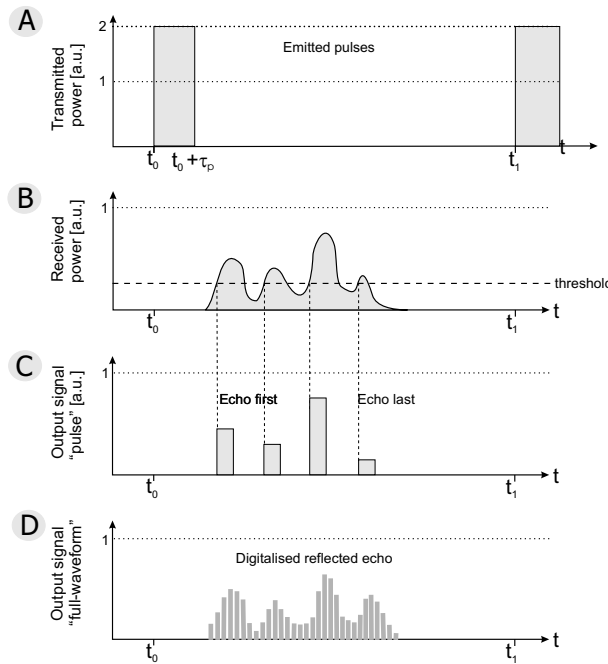 A
Transmitted
power [a.u.]
2
1
Emitted pulses
t0
t0 +τp
t1
t
B
Received
power [a.u.]
1
threshold
t0
t1
t
C
Output signal
“pulse” [a.u.]
1
Echo first
Echo last
t0
t1
t
D
Output signal
“full-waveform”
1
Digitalised reflected echo
t0
t1
t